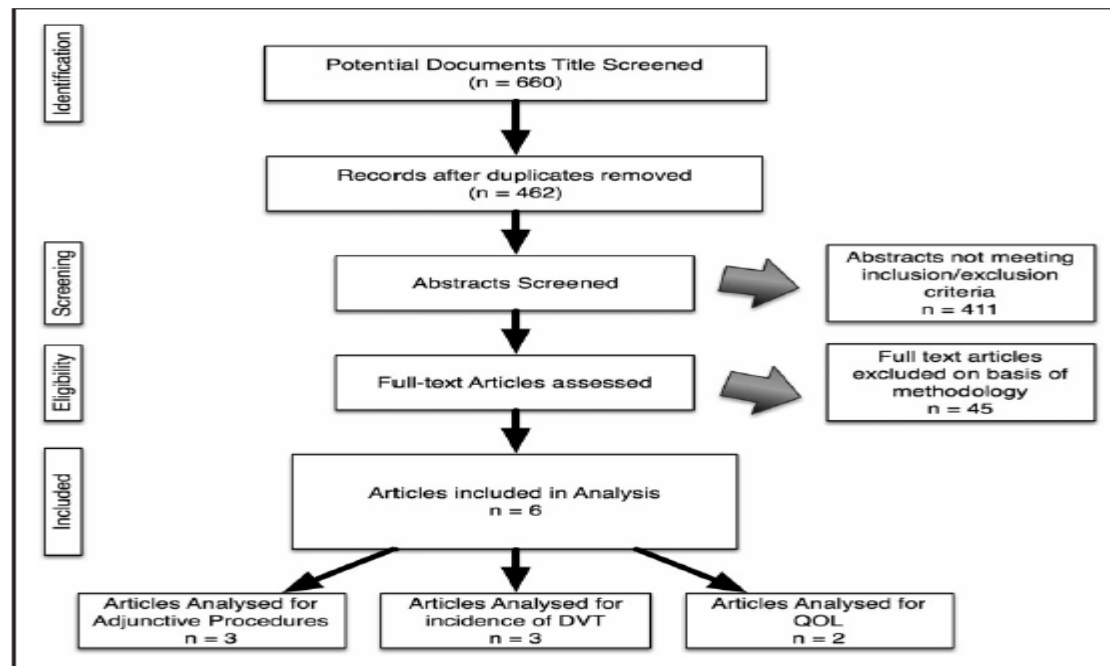 Identification
Potential Documents Title Screened
(n = 660)
Records after duplicates removed
(n = 462)
Screening
Abstracts Screened
Abstracts not meeting
inclusion/exclusion
criteria
n = 411
Eligibility
Full-text Articles assessed
Full text articles
excluded on basis of
methodology
n = 45
Included
Articles included in Analysis
n = 6
Articles Analysed for
Adjunctive Procedures
n = 3
Articles Analysed for
incidence of DVT
n = 3
Articles Analysed for
QOL
n = 2